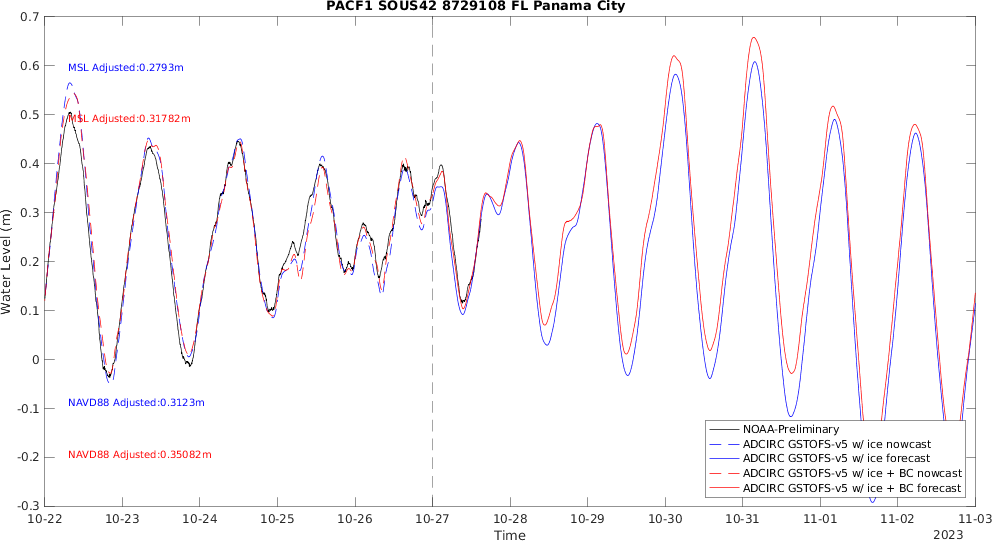 PACF1 SOUS42 8729108 FL Panama City
0.7
0.6
0.5
0.4
0.3
0.2
0.1
0
-0.1
-0.2
-0.3
Water Level (m)
MSL Adjusted:0.2793m
MSL Adjusted:0.31782m
NAVD88 Adjusted:0.3123m
NAVD88 Adjusted:0.35082m
NOAA-Preliminary
ADCIRC GSTOFS-v5 w/ ice nowcast
ADCIRC GSTOFS-v5 w/ ice forecast
ADCIRC GSTOFS-v5 w/ ice + BC nowcast
ADCIRC GSTOFS-v5 w/ ice + BC forecast
10-22 10-23 10-24 10-25 10-26 10-27 10-28 10-29 10-30 10-31 11-01 11-02 11-03
Time
2023